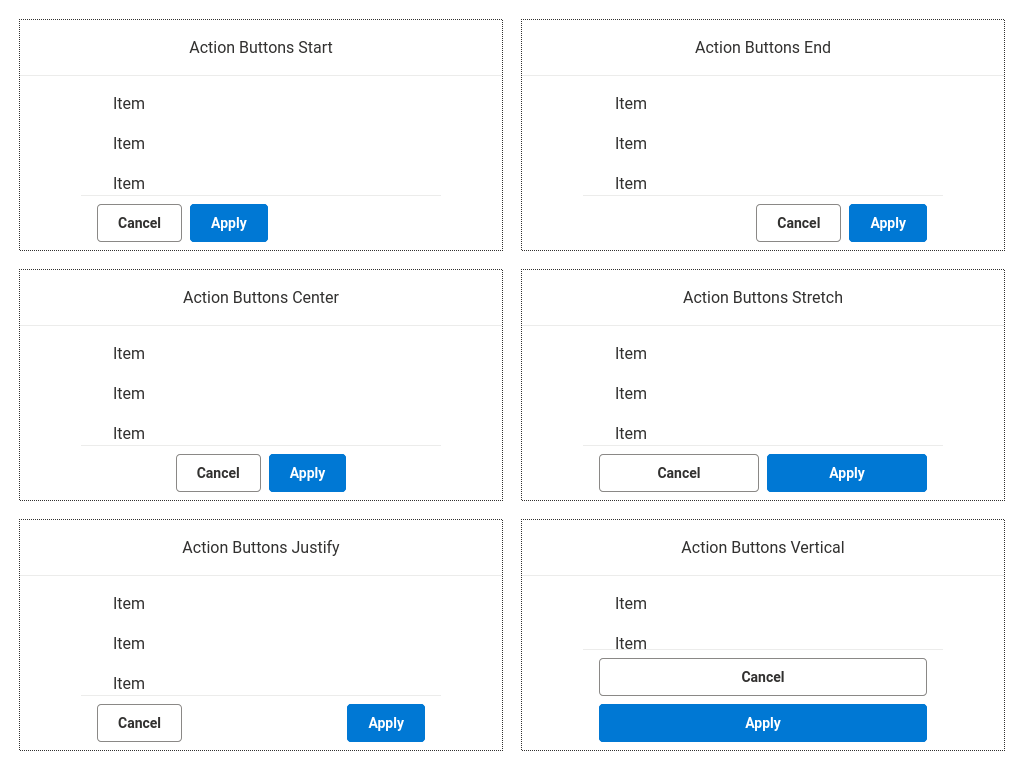 Action Buttons Start
Item
Item
Item
Cancel Apply
Action Buttons End
Item
Item
Item
Cancel Apply
Action Buttons Center
Item
Item
Item
Cancel Apply
Action Buttons Stretch
Item
Item
Item
Cancel Apply
Action Buttons Justify
Item
Item
Item
Cancel Apply
Action Buttons Vertical
Item
Item
Cancel
Apply